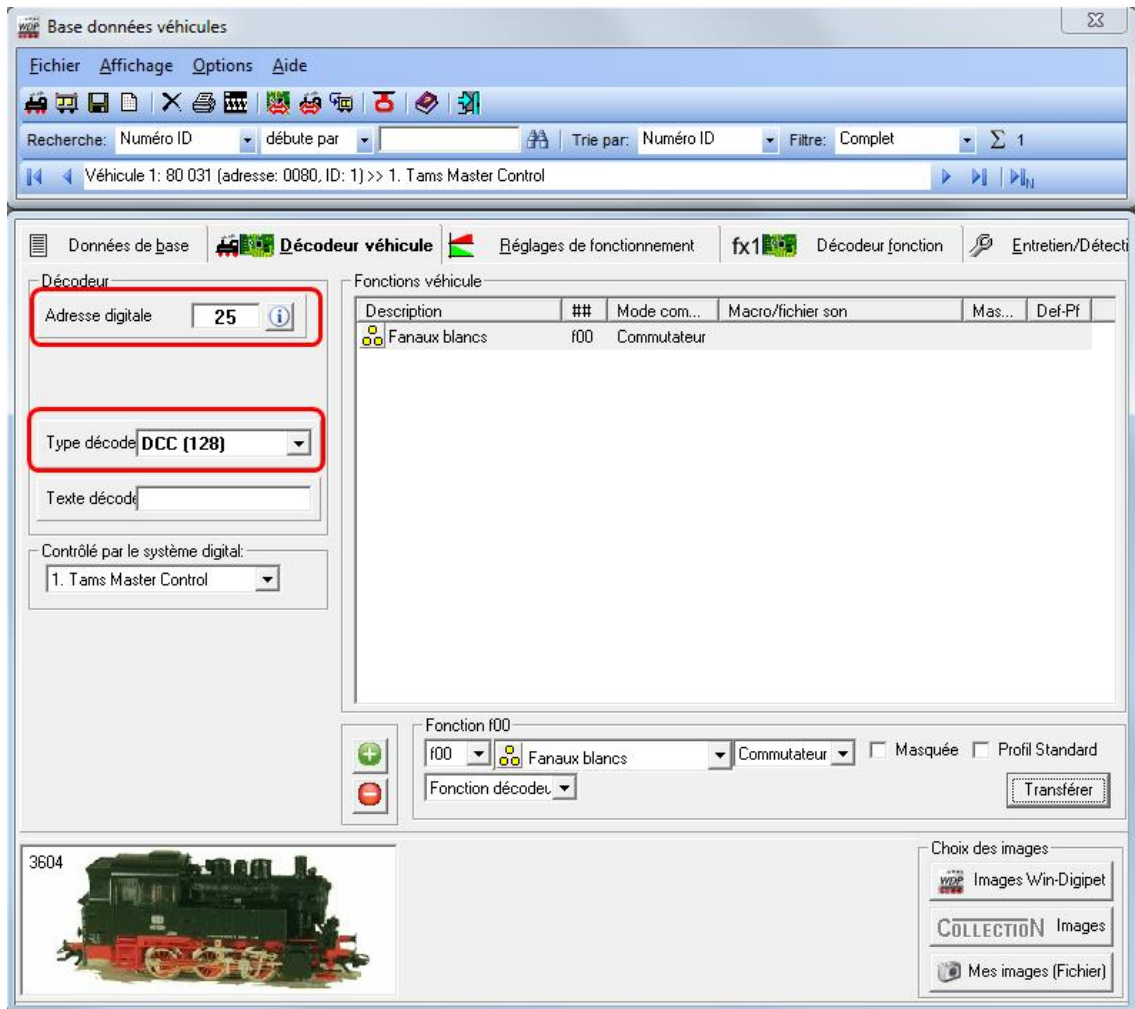 WDP Base données véhicules
Fichier Affichage Options Aide
Recherche: Numéro ID débute par Trie par: Numéro ID Filtre: Complet Σ 1
Véhicule 1: 80 031 (adresse: 0080, ID: 1) >> 1. Tams Master Control N
Données de base Décodeur véhicule Réglages de fonctionnement fx1 Décodeur fonction Entretien/Détecti
Décodeur
Adresse digitale 25 i
Type décode DCC (128)
Texte décode
Contrôlé par le système digital:
1. Tams Master Control
Fonctions véhicule
Description ## Mode com... Macro/fichier son Mas... Def-Pf
Fanaux blancs f00 Commutateur
Fonction f00
f00 Fanaux blancs Commutateur Masquée Profil Standard
Fonction décodeu Transférer
3604
Choix des images
WDP Images Win-Digipet
COLLECTION Images
Mes images (Fichier)